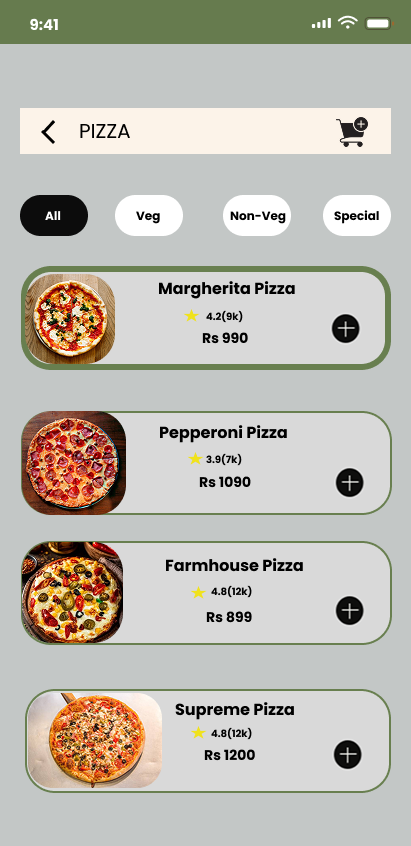 9:41
PIZZA
All
Veg
Non-Veg
Special
Margherita Pizza
4.2(9k)
Rs 990
Pepperoni Pizza
3.9(7k)
Rs 1090
Farmhouse Pizza
4.8(12k)
Rs 899
Supreme Pizza
4.8(12k)
Rs 1200